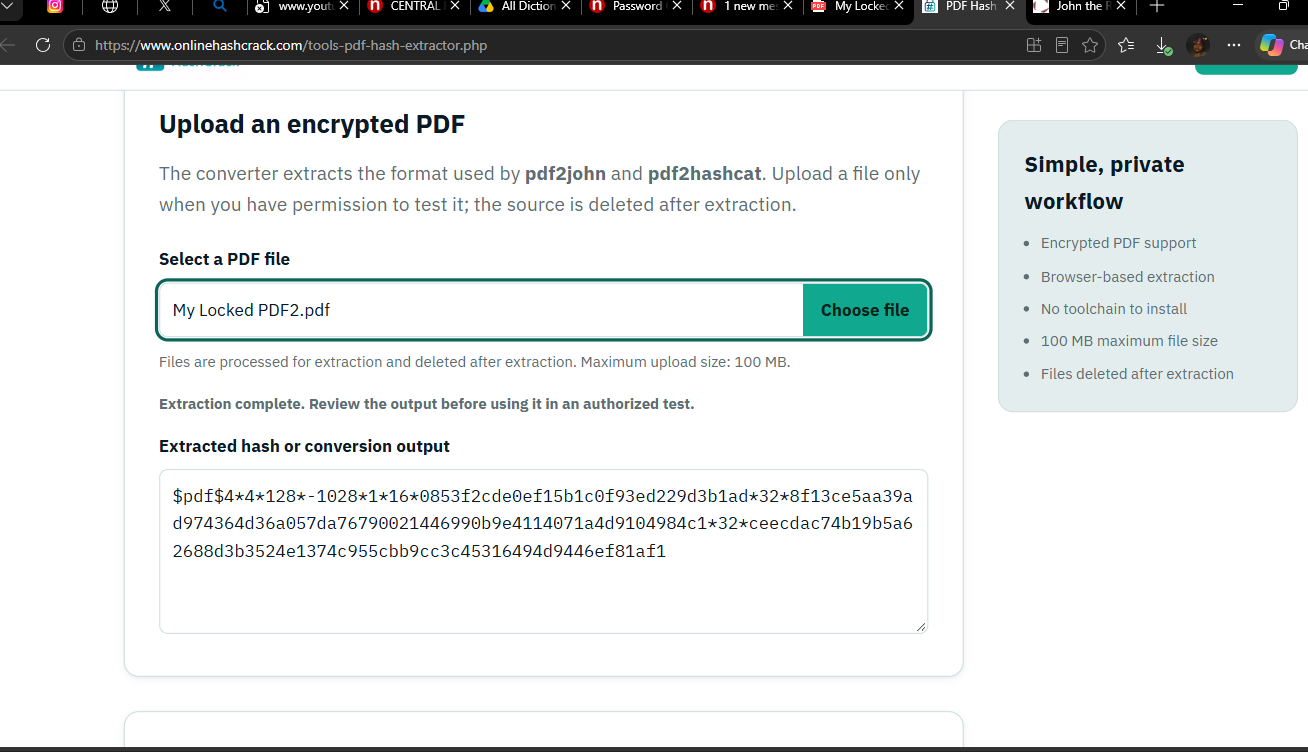 www.yout
CENTRAL
All Diction
Password
1 new me
My Locked
PDF Hash
John the R
https://www.onlinehashcrack.com/tools-pdf-hash-extractor.php
Cha
Upload an encrypted PDF
The converter extracts the format used by pdf2john and pdf2hashcat. Upload a file only
when you have permission to test it; the source is deleted after extraction.
Select a PDF file
My Locked PDF2.pdf
Choose file
Files are processed for extraction and deleted after extraction. Maximum upload size: 100 MB.
Extraction complete. Review the output before using it in an authorized test.
Extracted hash or conversion output
$pdf$4*4*128*-1028*1*16*0853f2cde0ef15b1c0f93ed229d3b1ad*32*8f13ce5aa39a
d974364d36a057da76790021446990b9e4114071a4d9104984c1*32*ceecdac74b19b5a6
2688d3b3524e1374c955cbb9cc3c45316494d9446ef81af1
Simple, private
workflow
• Encrypted PDF support
• Browser-based extraction
• No toolchain to install
• 100 MB maximum file size
• Files deleted after extraction